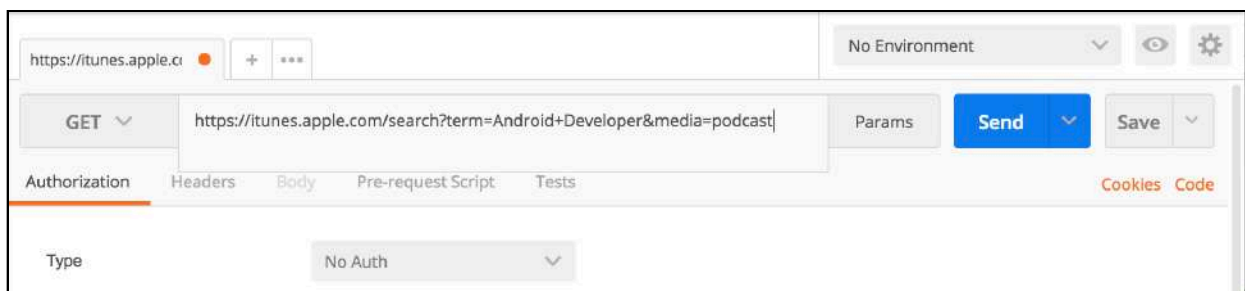 https://itunes.apple.c
No Environment
GET https://itunes.apple.com/search?term=Android+Developer&media=podcast Params Send Save
Authorization Headers Body Pre-request Script Tests Cookies Code
Type No Auth